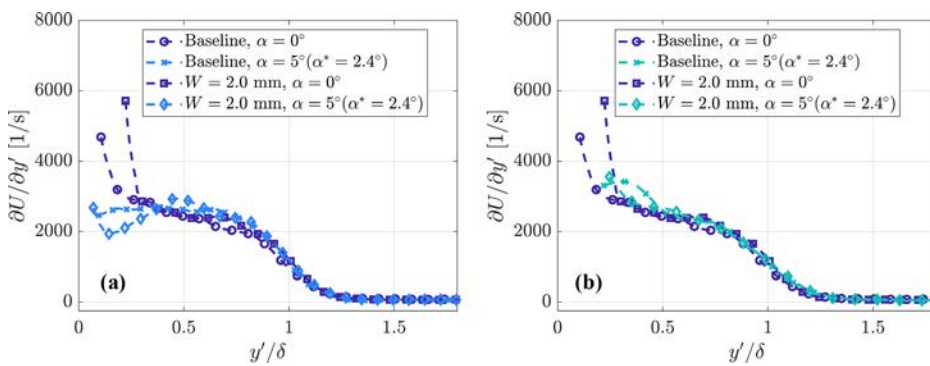 8000
6000
4000
2000
0
∂U/∂y′ [1/s]
Baseline, α = 0°
Baseline, α = 5°(α* = 2.4°)
W = 2.0 mm, α = 0°
W = 2.0 mm, α = 5°(α* = 2.4°)
(a)
0 0.5 1 1.5
y′/δ
8000
6000
4000
2000
0
∂U/∂y′ [1/s]
Baseline, α = 0°
Baseline, α = 5°(α* = 2.4°)
W = 2.0 mm, α = 0°
W = 2.0 mm, α = 5°(α* = 2.4°)
(b)
0 0.5 1 1.5
y′/δ